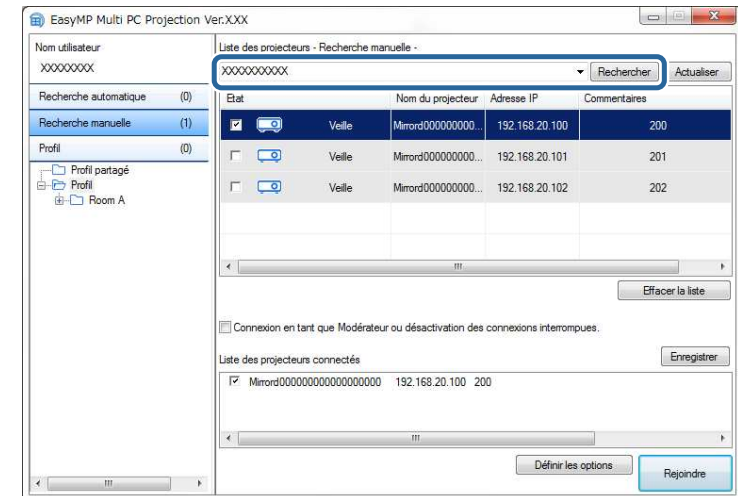 EasyMP Multi PC Projection Ver.X.XX
Nom utilisateur
XXXXXXXX
Recherche automatique (0)
Recherche manuelle (1)
Profil (0)
Profil partagé
Profil
Room A
Liste des projecteurs - Recherche manuelle -
XXXXXXXXXX Rechercher Actualiser
Etat Nom du projecteur Adresse IP Commentaires
Veille Mirrord000000000... 192.168.20.100 200
Veille Mirrord000000000... 192.168.20.101 201
Veille Mirrord000000000... 192.168.20.102 202
Effacer la liste
Connexion en tant que Modérateur ou désactivation des connexions interrompues.
Liste des projecteurs connectés Enregistrer
Mirrord000000000000000000 192.168.20.100 200
Définir les options Rejoindre